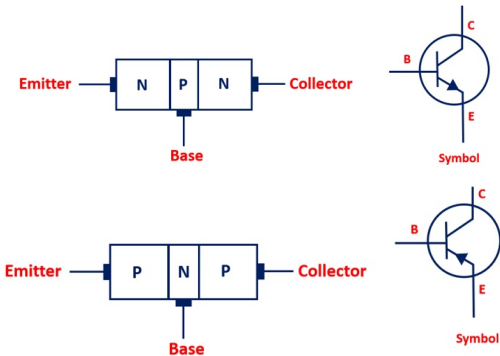 C
B
Emitter N P N Collector
E
Base
Symbol
C
B
Emitter P N P Collector
E
Base
Symbol